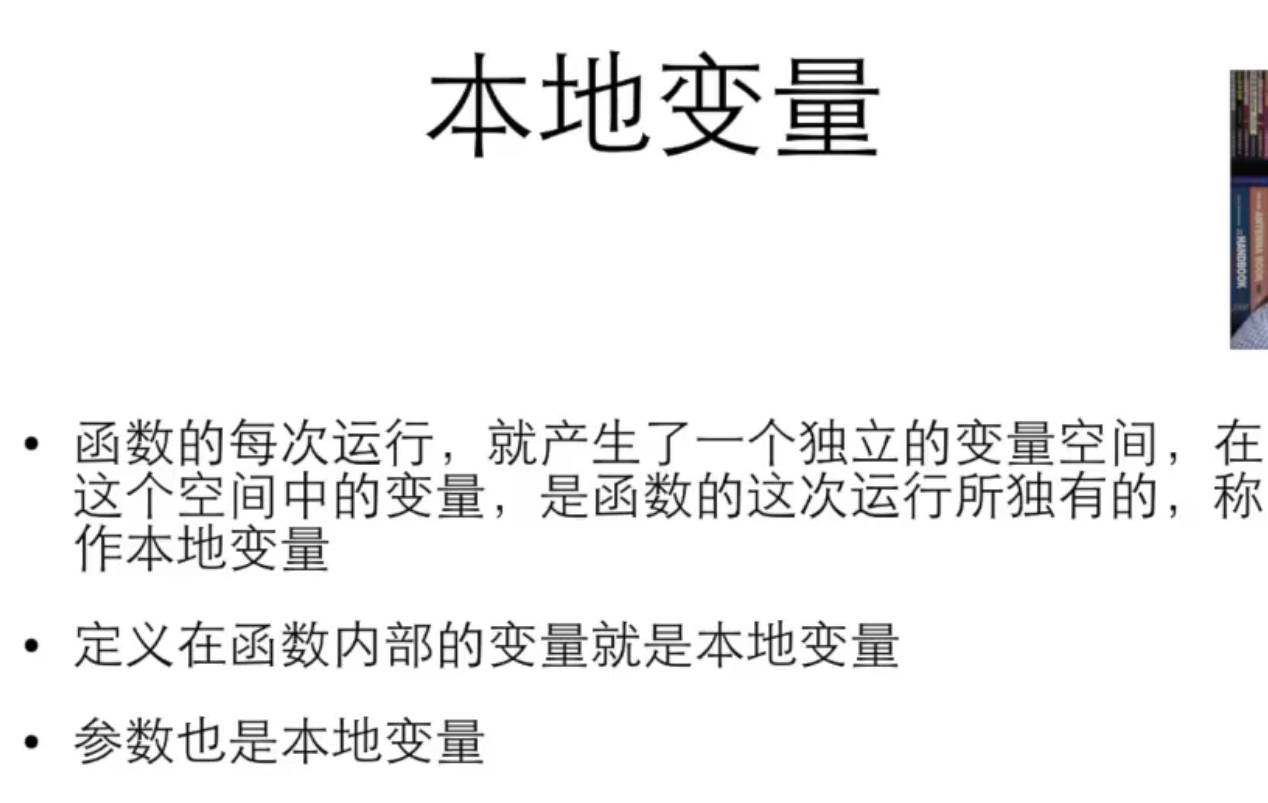 本地变量
HANDBOOK
ANTENNA BOOK
• 函数的每次运行，就产生了一个独立的变量空间，在
这个空间中的变量，是函数的这次运行所独有的，称
作本地变量
• 定义在函数内部的变量就是本地变量
• 参数也是本地变量